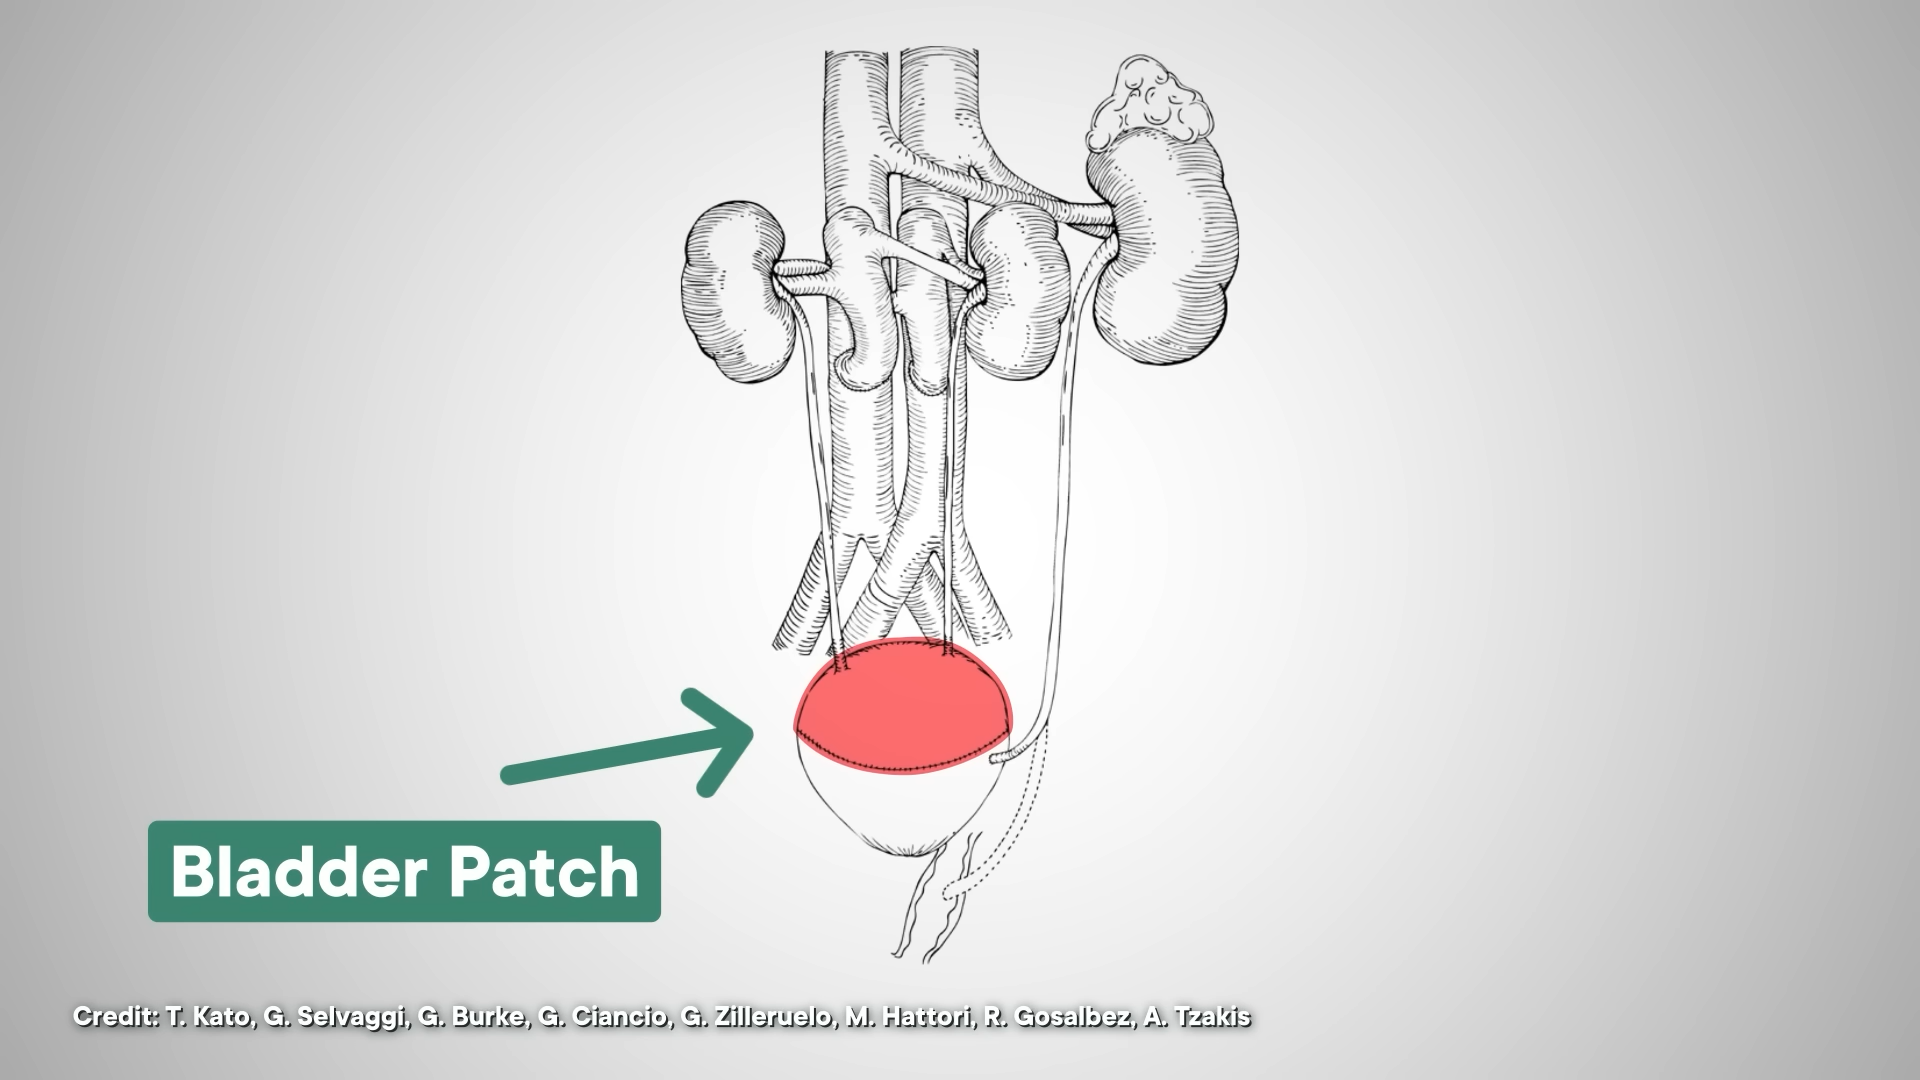 Bladder Patch
Credit: T. Kato, G. Selvaggi, G. Burke, G. Ciancio, G. Zilleruelo, M. Hattori, R. Gosalbez, A. Tzakis